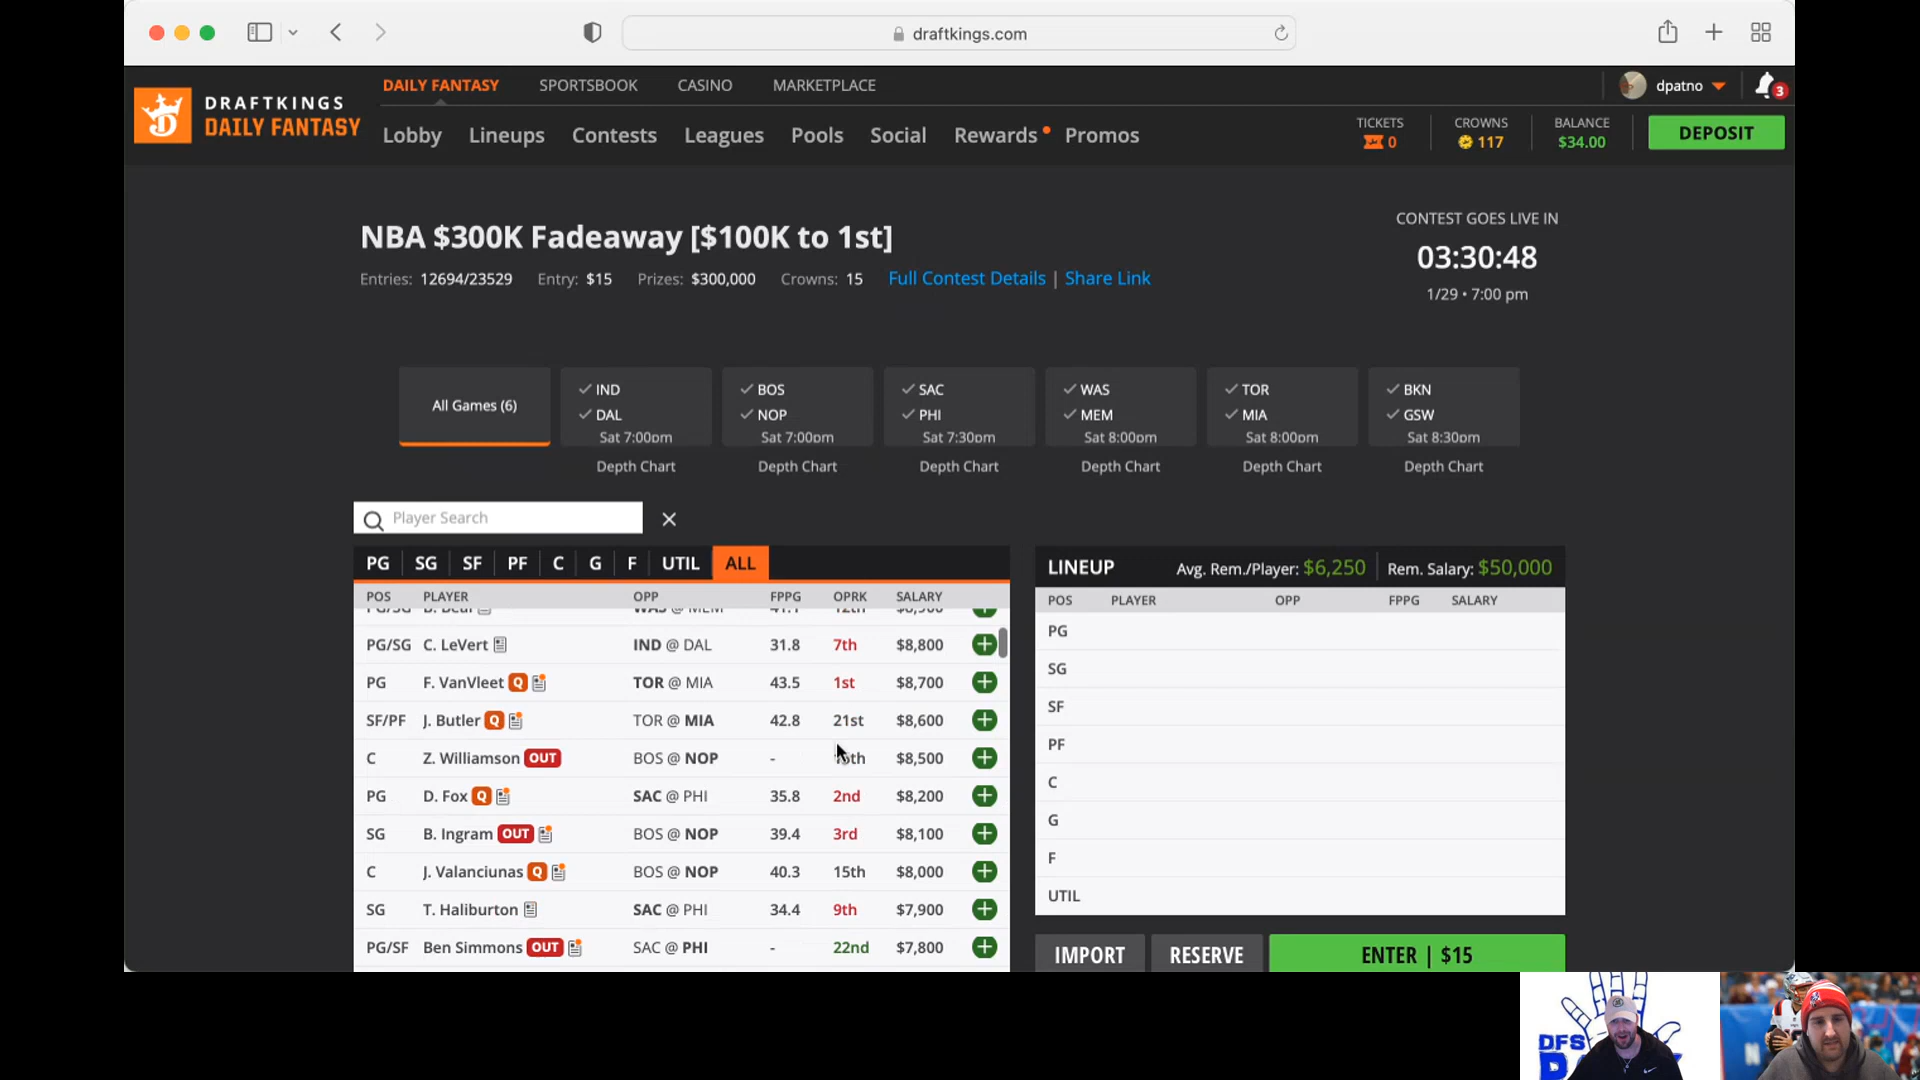 draftkings.com
DRAFTKINGS
DAILY FANTASY
DAILY FANTASY SPORTSBOOK CASINO MARKETPLACE
dpatno 3
Lobby Lineups Contests Leagues Pools Social Rewards Promos
TICKETS 0
CROWNS 117
BALANCE $34.00
DEPOSIT
NBA $300K Fadeaway [$100K to 1st]
Entries: 12694/23529 Entry: $15 Prizes: $300,000 Crowns: 15 Full Contest Details | Share Link
CONTEST GOES LIVE IN
03:30:48
1/29 • 7:00 pm
All Games (6)
IND DAL Sat 7:00pm Depth Chart
BOS NOP Sat 7:00pm Depth Chart
SAC PHI Sat 7:30pm Depth Chart
WAS MEM Sat 8:00pm Depth Chart
TOR MIA Sat 8:00pm Depth Chart
BKN GSW Sat 8:30pm Depth Chart
Player Search
PG SG SF PF C G F UTIL ALL
POS PLAYER OPP FPPG OPRK SALARY
PG/SG C. LeVert IND @ DAL 31.8 7th $8,800
PG F. VanVleet Q TOR @ MIA 43.5 1st $8,700
SF/PF J. Butler Q TOR @ MIA 42.8 21st $8,600
C Z. Williamson OUT BOS @ NOP - $8,500
PG D. Fox Q SAC @ PHI 35.8 2nd $8,200
SG B. Ingram OUT BOS @ NOP 39.4 3rd $8,100
C J. Valanciunas Q BOS @ NOP 40.3 15th $8,000
SG T. Haliburton SAC @ PHI 34.4 9th $7,900
PG/SF Ben Simmons OUT SAC @ PHI - 22nd $7,800
LINEUP Avg. Rem./Player: $6,250 Rem. Salary: $50,000
POS PLAYER OPP FPPG SALARY
PG
SG
SF
PF
C
G
F
UTIL
IMPORT RESERVE ENTER | $15
DFS